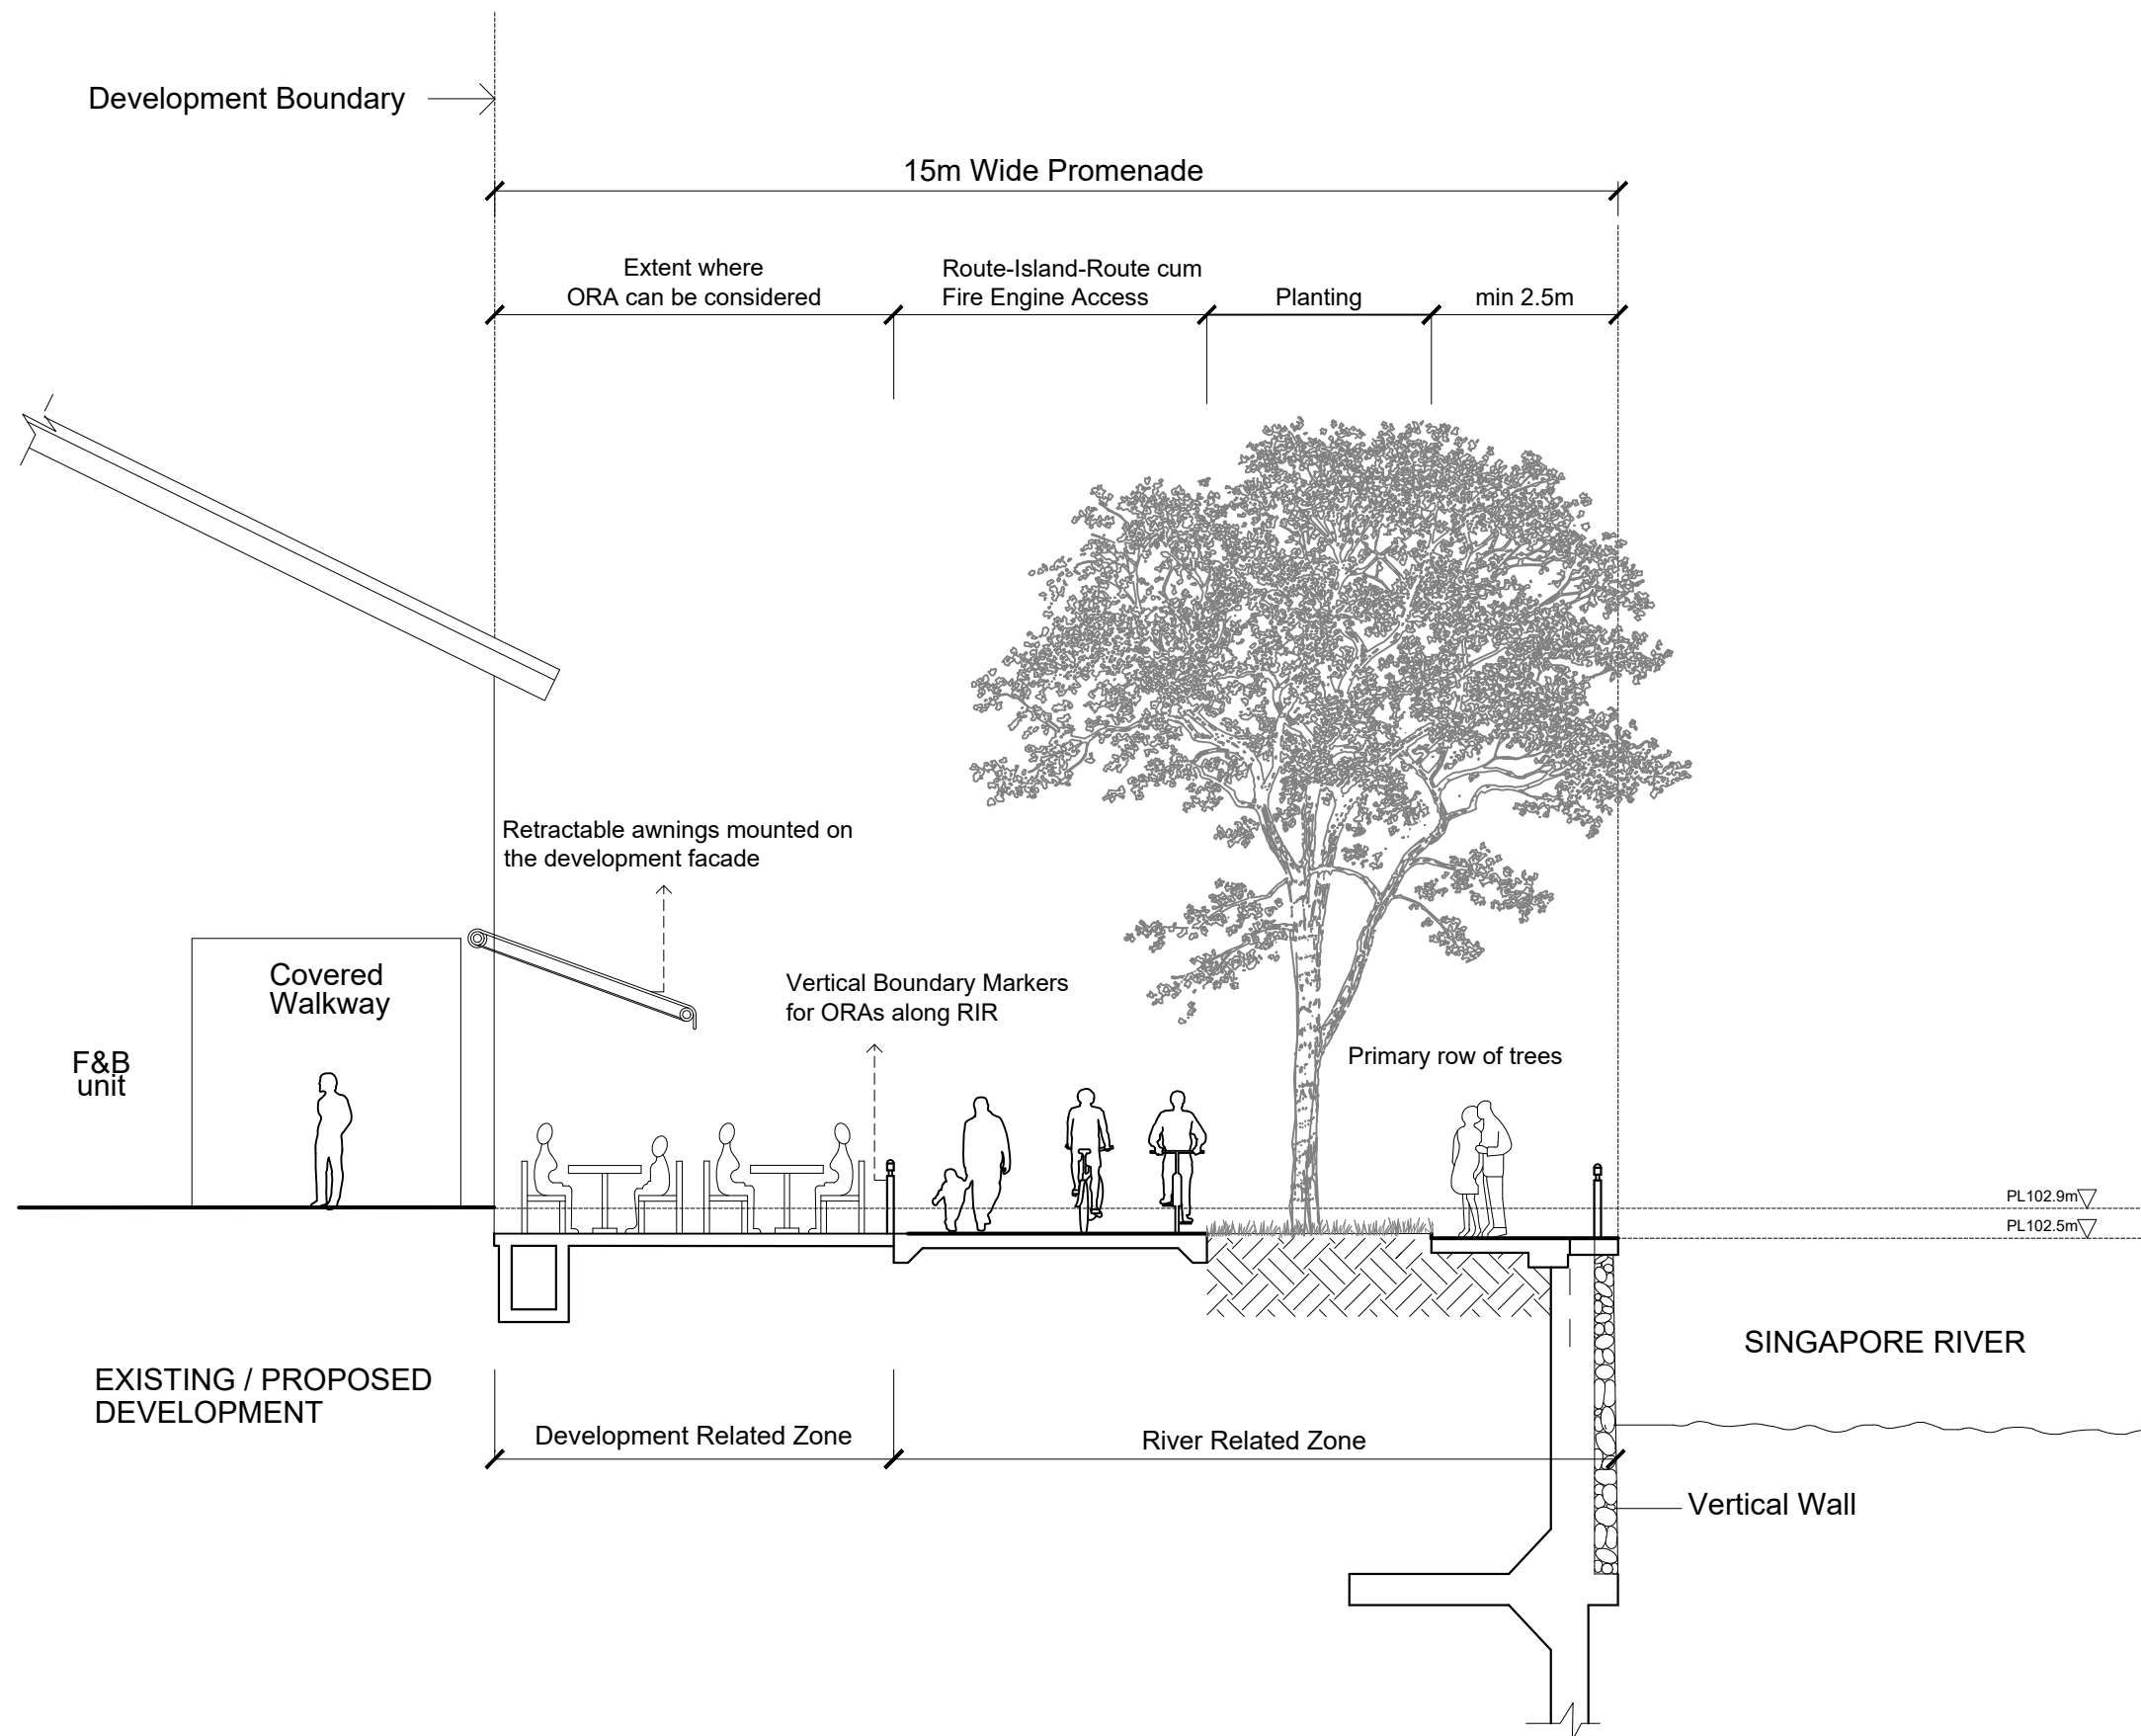 Development Boundary
15m Wide Promenade
Extent where
ORA can be considered
Route-Island-Route cum
Fire Engine Access
Planting
min 2.5m
Retractable awnings mounted on
the development facade
Covered
Walkway
Vertical Boundary Markers
for ORAs along RIR
F&B
unit
Primary row of trees
PL102.9m
PL102.5m
SINGAPORE RIVER
EXISTING / PROPOSED
DEVELOPMENT
Development Related Zone
River Related Zone
Vertical Wall